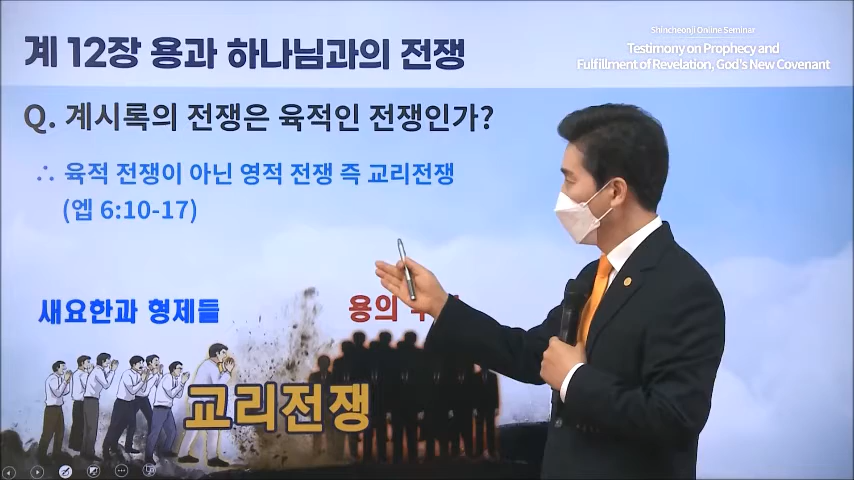 Shincheonji Online Seminar
Testimony on Prophecy and
Fulfillment of Revelation, God's New Covenant
계 12장 용과 하나님과의 전쟁
Q. 계시록의 전쟁은 육적인 전쟁인가?
∴ 육적 전쟁이 아닌 영적 전쟁 즉 교리전쟁
(엡 6:10-17)
새요한과 형제들
용의
교리전쟁